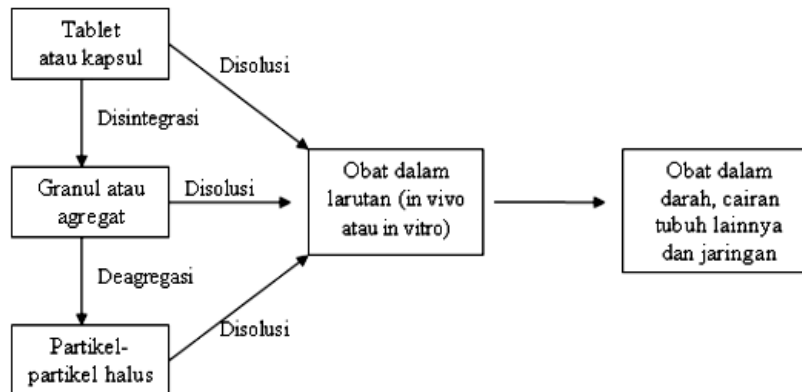 Tablet
atau kapsul
Disolusi
Disintegrasi
Granul atau
agregat
Disolusi
Obat dalam
larutan (in vivo
atau in vitro)
Obat dalam
darah, cairan
tubuh lainnya
dan jaringan
Deagregasi
Disolusi
Partikel-
partikel halus